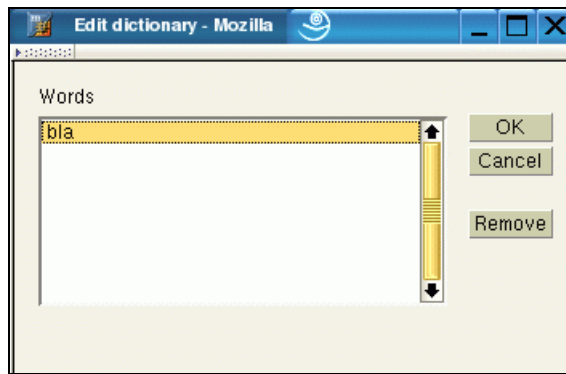 Edit dictionary - Mozilla
Words
bla
OK
Cancel
Remove